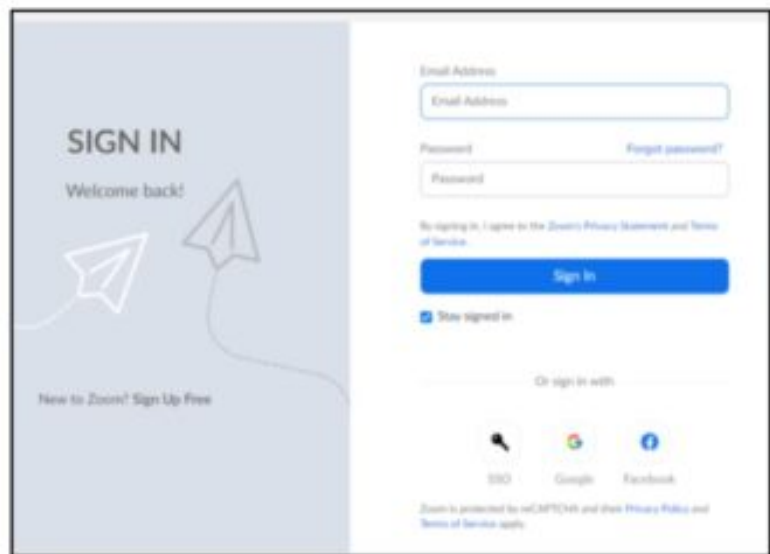 SIGN IN
Welcome back!
New to Zoom? Sign Up Free
Email Address
Email Address
Password Forgot password?
Password
By signing in, I agree to the Zoom's Privacy Statement and Terms
of Service.
Sign In
Stay signed in
Or sign in with
SSO Google Facebook
Zoom is protected by reCAPTCHA and their Privacy Policy and
Terms of Service apply.